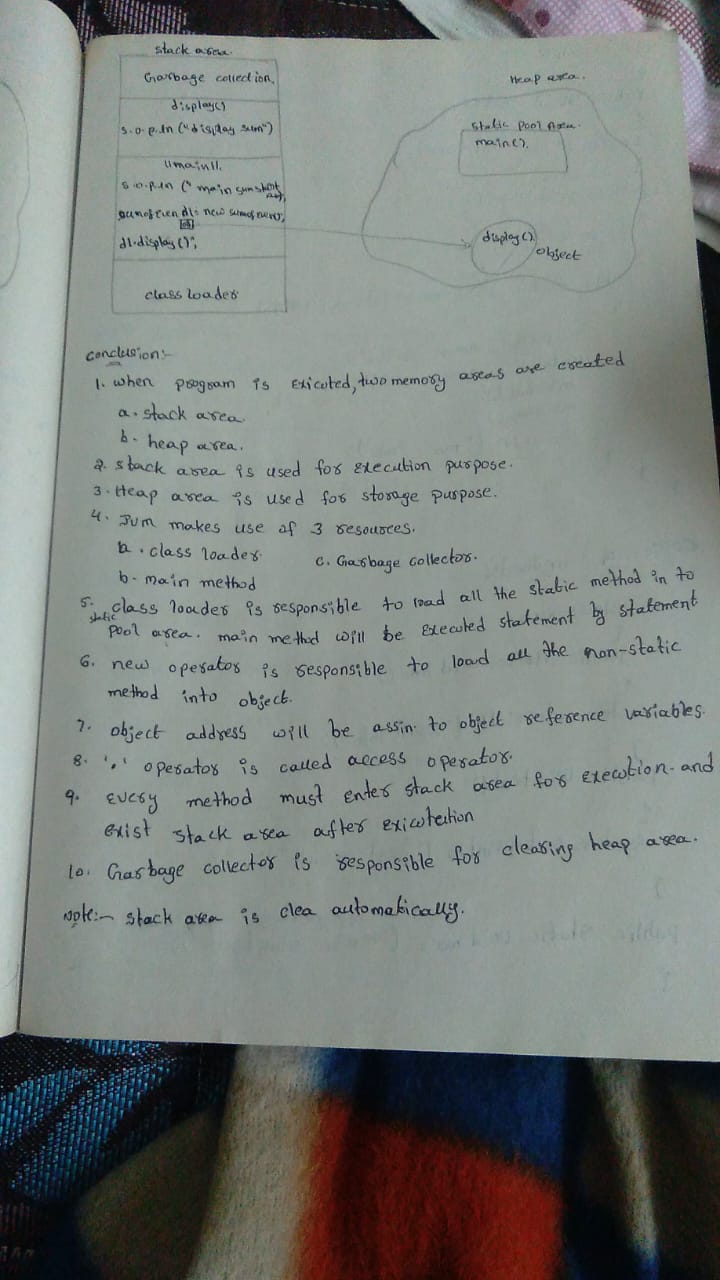 stack area.
Garbage collection.
display()
s.o.p.ln ("display sum")
main
s.o.p.ln (" main
d1= new
d1.display();
class loader
Heap area.
static pool Area
main().
display()
object
conclusion:-
1. when program is Exicuted, two memory areas are created
a. stack area.
b. heap area.
2. stack area is used for Execution purpose.
3. Heap area is used for storage purpose.
4. JVM makes use of 3 resources.
a. class loader
c. Garbage collector.
b. main method
5. class loader is responsible to load all the static method in to
static pool area. main method will be Executed statement by statement
6. new operator is responsible to load all the non-static
method into object.
7. object address will be assin to object reference variables.
8. '.' operator is called access operator.
9. Every method must enter stack area for execution. and
exist stack area after
10. Garbage collector is responsible for clearing heap area.
Note:- stack area is clea automatically.